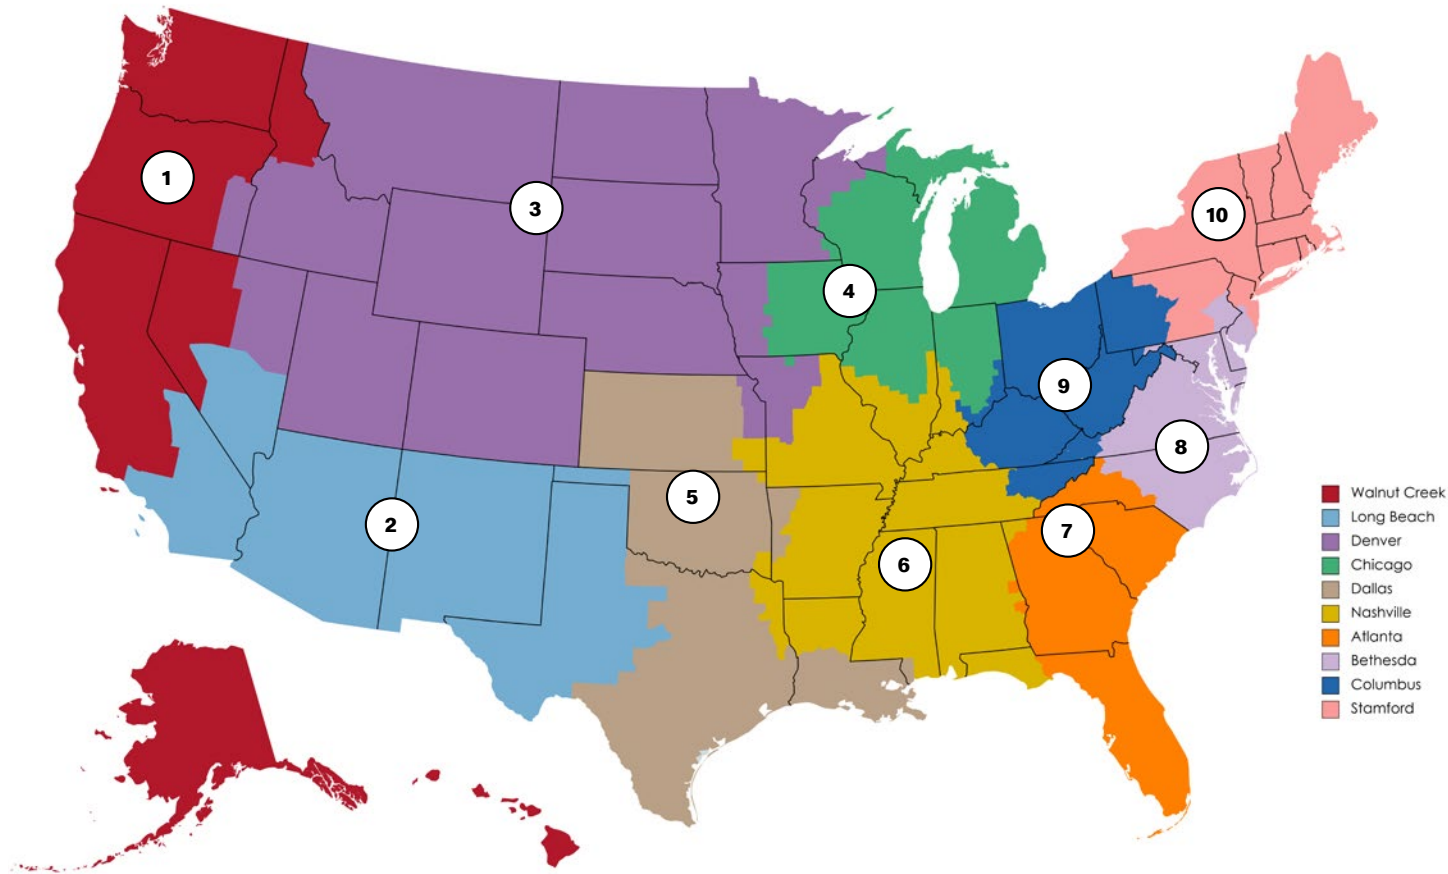 1
2
3
4
5
6
7
8
9
10
Walnut Creek
Long Beach
Denver
Chicago
Dallas
Nashville
Atlanta
Bethesda
Columbus
Stamford